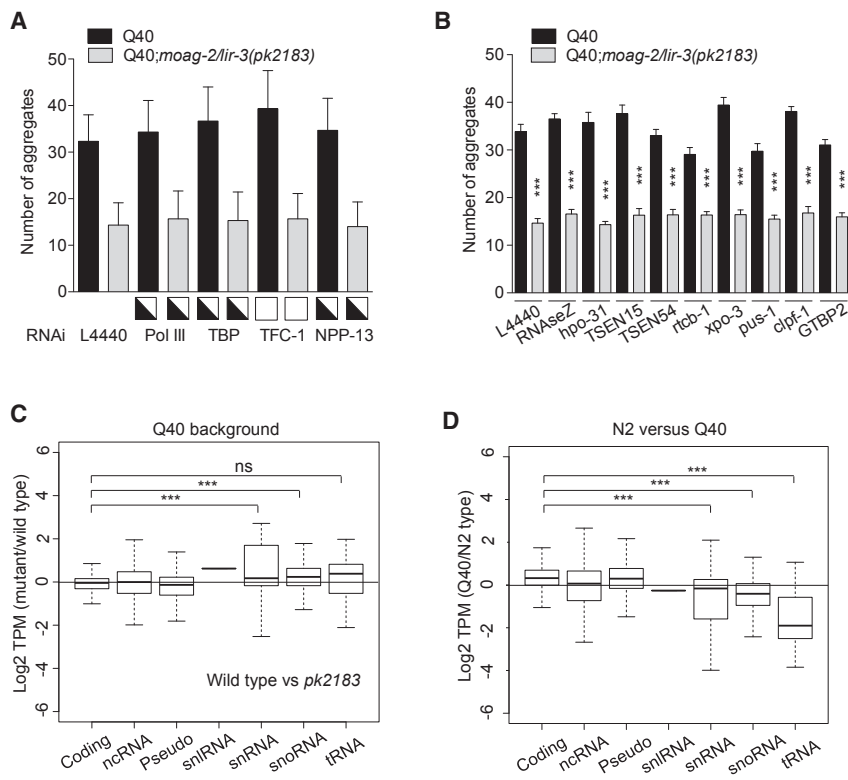 A
Q40
Q40;moag-2/lir-3(pk2183)
Number of aggregates
50
40
30
20
10
0
RNAi L4440 Pol III TBP TFC-1 NPP-13
B
Q40
Q40;moag-2/lir-3(pk2183)
Number of aggregates
50
40
30
20
10
0
*** *** *** *** *** *** *** *** *** ***
L4440 RNAseZ hpo-31 TSEN15 TSEN54 rtcb-1 xpo-3 pus-1 clpf-1 GTBP2
C
Q40 background
Log2 TPM (mutant/wild type)
6
4
2
0
-2
-4
-6
ns
***
***
Wild type vs pk2183
Coding ncRNA Pseudo snlRNA snRNA snoRNA tRNA
D
N2 versus Q40
Log2 TPM (Q40/N2 type)
6
4
2
0
-2
-4
-6
***
***
***
Coding ncRNA Pseudo snlRNA snRNA snoRNA tRNA